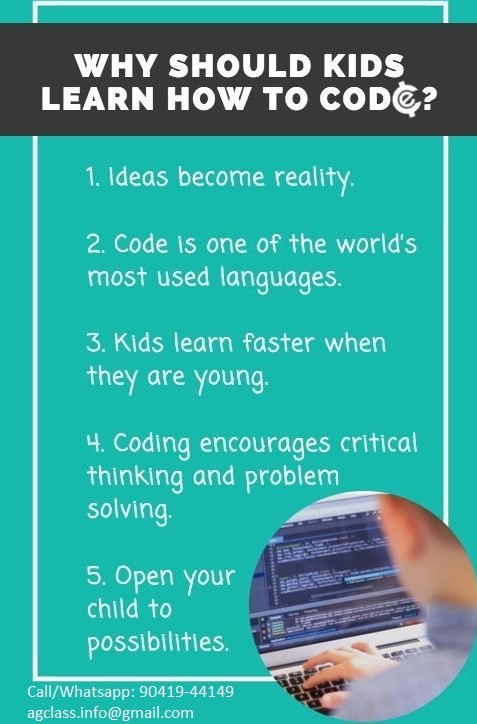 WHY SHOULD KIDS
LEARN HOW TO CODe?
1. Ideas become reality.
2. Code is one of the world's
most used languages.
3. Kids learn faster when
they are young.
4. Coding encourages critical
thinking and problem
solving.
5. Open your
child to
possibilities.
Call/Whatsapp: 90419-44149
agclass.info@gmail.com